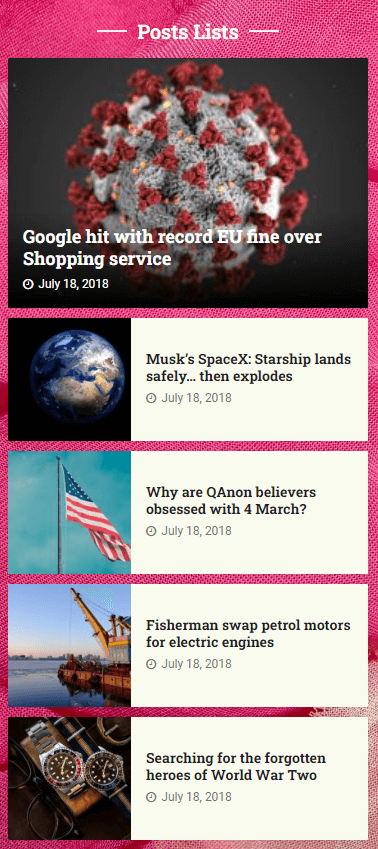 Posts Lists
Google hit with record EU fine over
Shopping service
July 18, 2018
Musk's SpaceX: Starship lands
safely… then explodes
July 18, 2018
Why are QAnon believers
obsessed with 4 March?
July 18, 2018
Fisherman swap petrol motors
for electric engines
July 18, 2018
Searching for the forgotten
heroes of World War Two
July 18, 2018